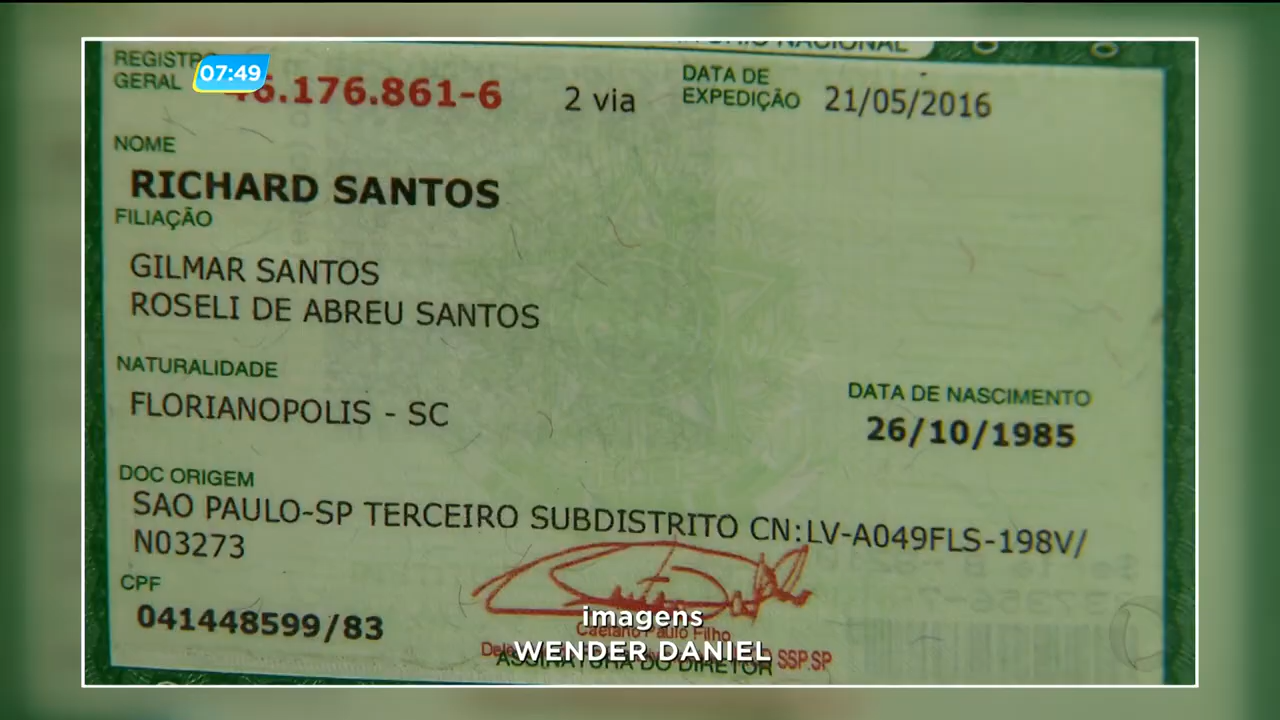 REGISTRO
GERAL
07:49
6.176.861-6
2 via
DATA DE
EXPEDIÇÃO
21/05/2016
NOME
RICHARD SANTOS
FILIAÇÃO
GILMAR SANTOS
ROSELI DE ABREU SANTOS
NATURALIDADE
FLORIANOPOLIS - SC
DATA DE NASCIMENTO
26/10/1985
DOC ORIGEM
SAO PAULO-SP TERCEIRO SUBDISTRITO CN:LV-A049FLS-198V/
N03273
CPF
041448599/83
imagens
Caetano Paulo Filho
WENDER DANIEL
SSP.SP
ASSINATURA DO DIRETOR